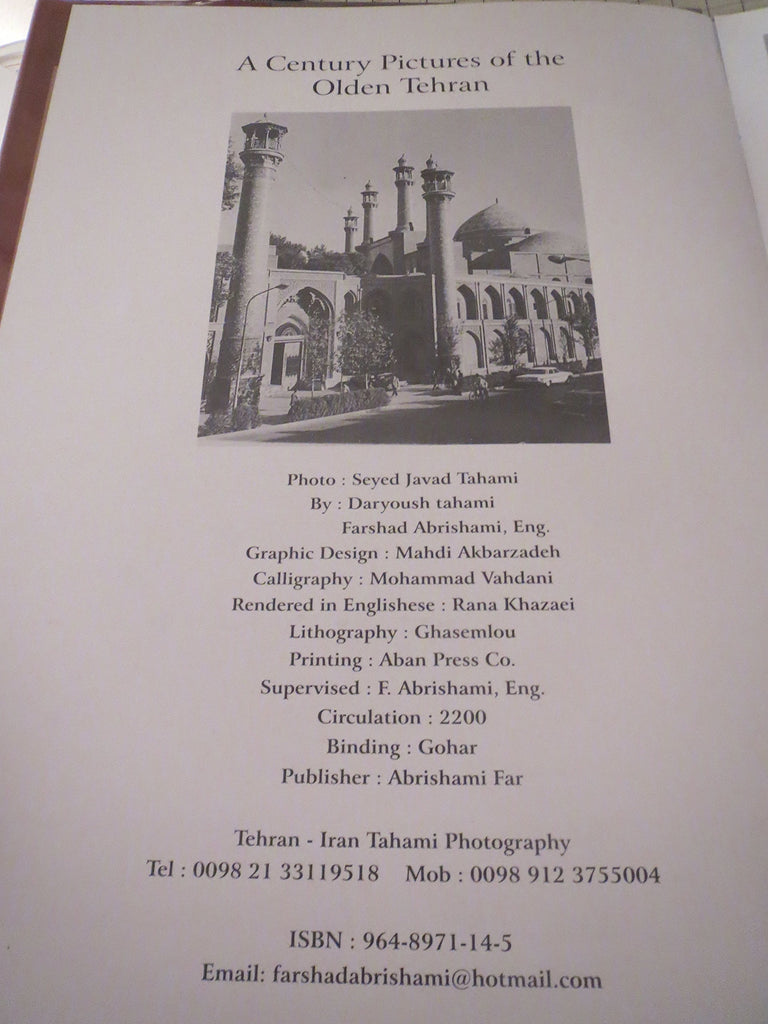 A Century Pictures of the
Olden Tehran
Photo : Seyed Javad Tahami
By : Daryoush tahami
Farshad Abrishami, Eng.
Graphic Design : Mahdi Akbarzadeh
Calligraphy : Mohammad Vahdani
Rendered in Englishese : Rana Khazaei
Lithography : Ghasemlou
Printing : Aban Press Co.
Supervised : F. Abrishami, Eng.
Circulation : 2200
Binding : Gohar
Publisher : Abrishami Far
Tehran - Iran Tahami Photography
Tel : 0098 21 33119518 Mob : 0098 912 3755004
ISBN : 964-8971-14-5
Email: farshadabrishami@hotmail.com